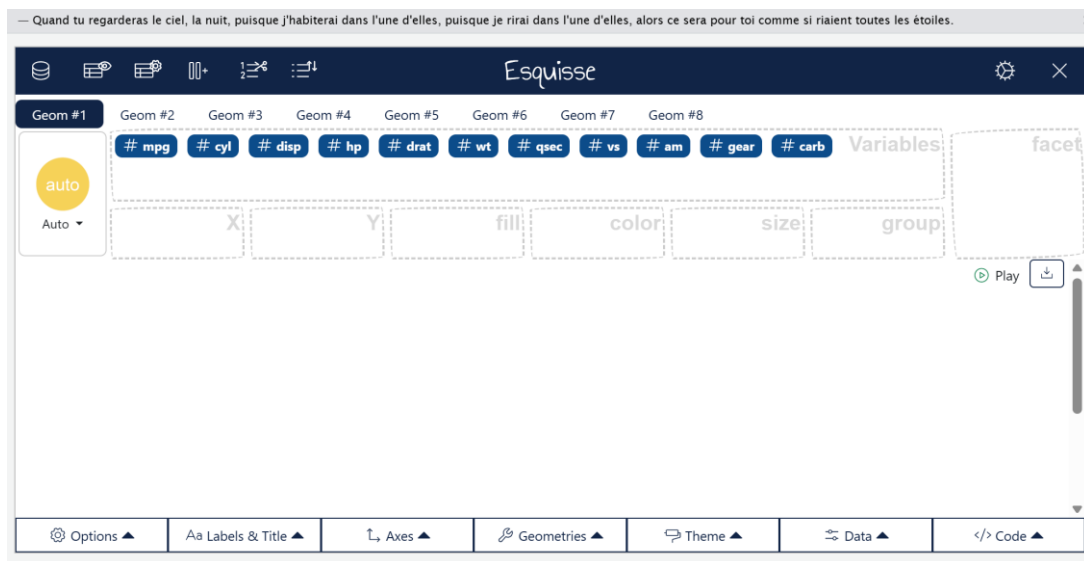 — Quand tu regarderas le ciel, la nuit, puisque j'habiterai dans l'une d'elles, puisque je rirai dans l'une d'elles, alors ce sera pour toi comme si riaient toutes les étoiles.
Esquisse
Geom #1 Geom #2 Geom #3 Geom #4 Geom #5 Geom #6 Geom #7 Geom #8
# mpg # cyl # disp # hp # drat # wt # qsec # vs # am # gear # carb Variables facet
auto
Auto X Y fill color size group
Play
Options Aa Labels & Title Axes Geometries Theme Data </> Code